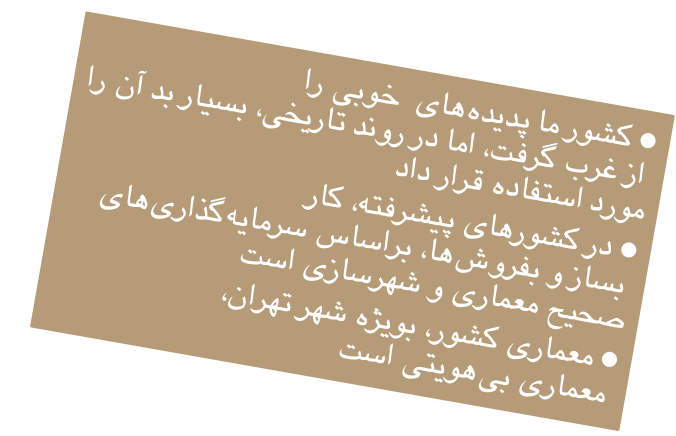 ● کشور ما پدیده‌های خوبی را
از غرب گرفت، اما در روند تاریخی، بسیار بد آن را
مورد استفاده قرار داد
● در کشورهای پیشرفته، کار
بساز و بفروش‌ها، براساس سرمایه‌گذاری‌های
صحیح معماری و شهرسازی است
● معماری کشور، بویژه شهر تهران،
معماری بی‌هویتی است